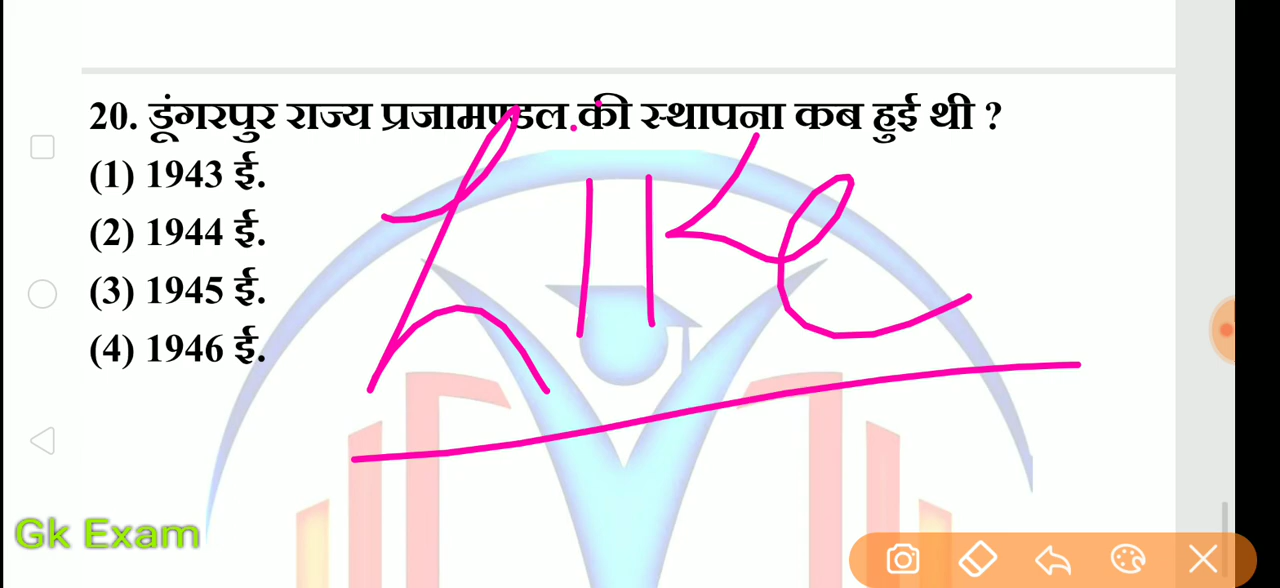 20. डूंगरपुर राज्य प्रजामण्डल की स्थापना कब हुई थी ?
(1) 1943 ई.
(2) 1944 ई.
(3) 1945 ई.
(4) 1946 ई.
Like
Gk Exam